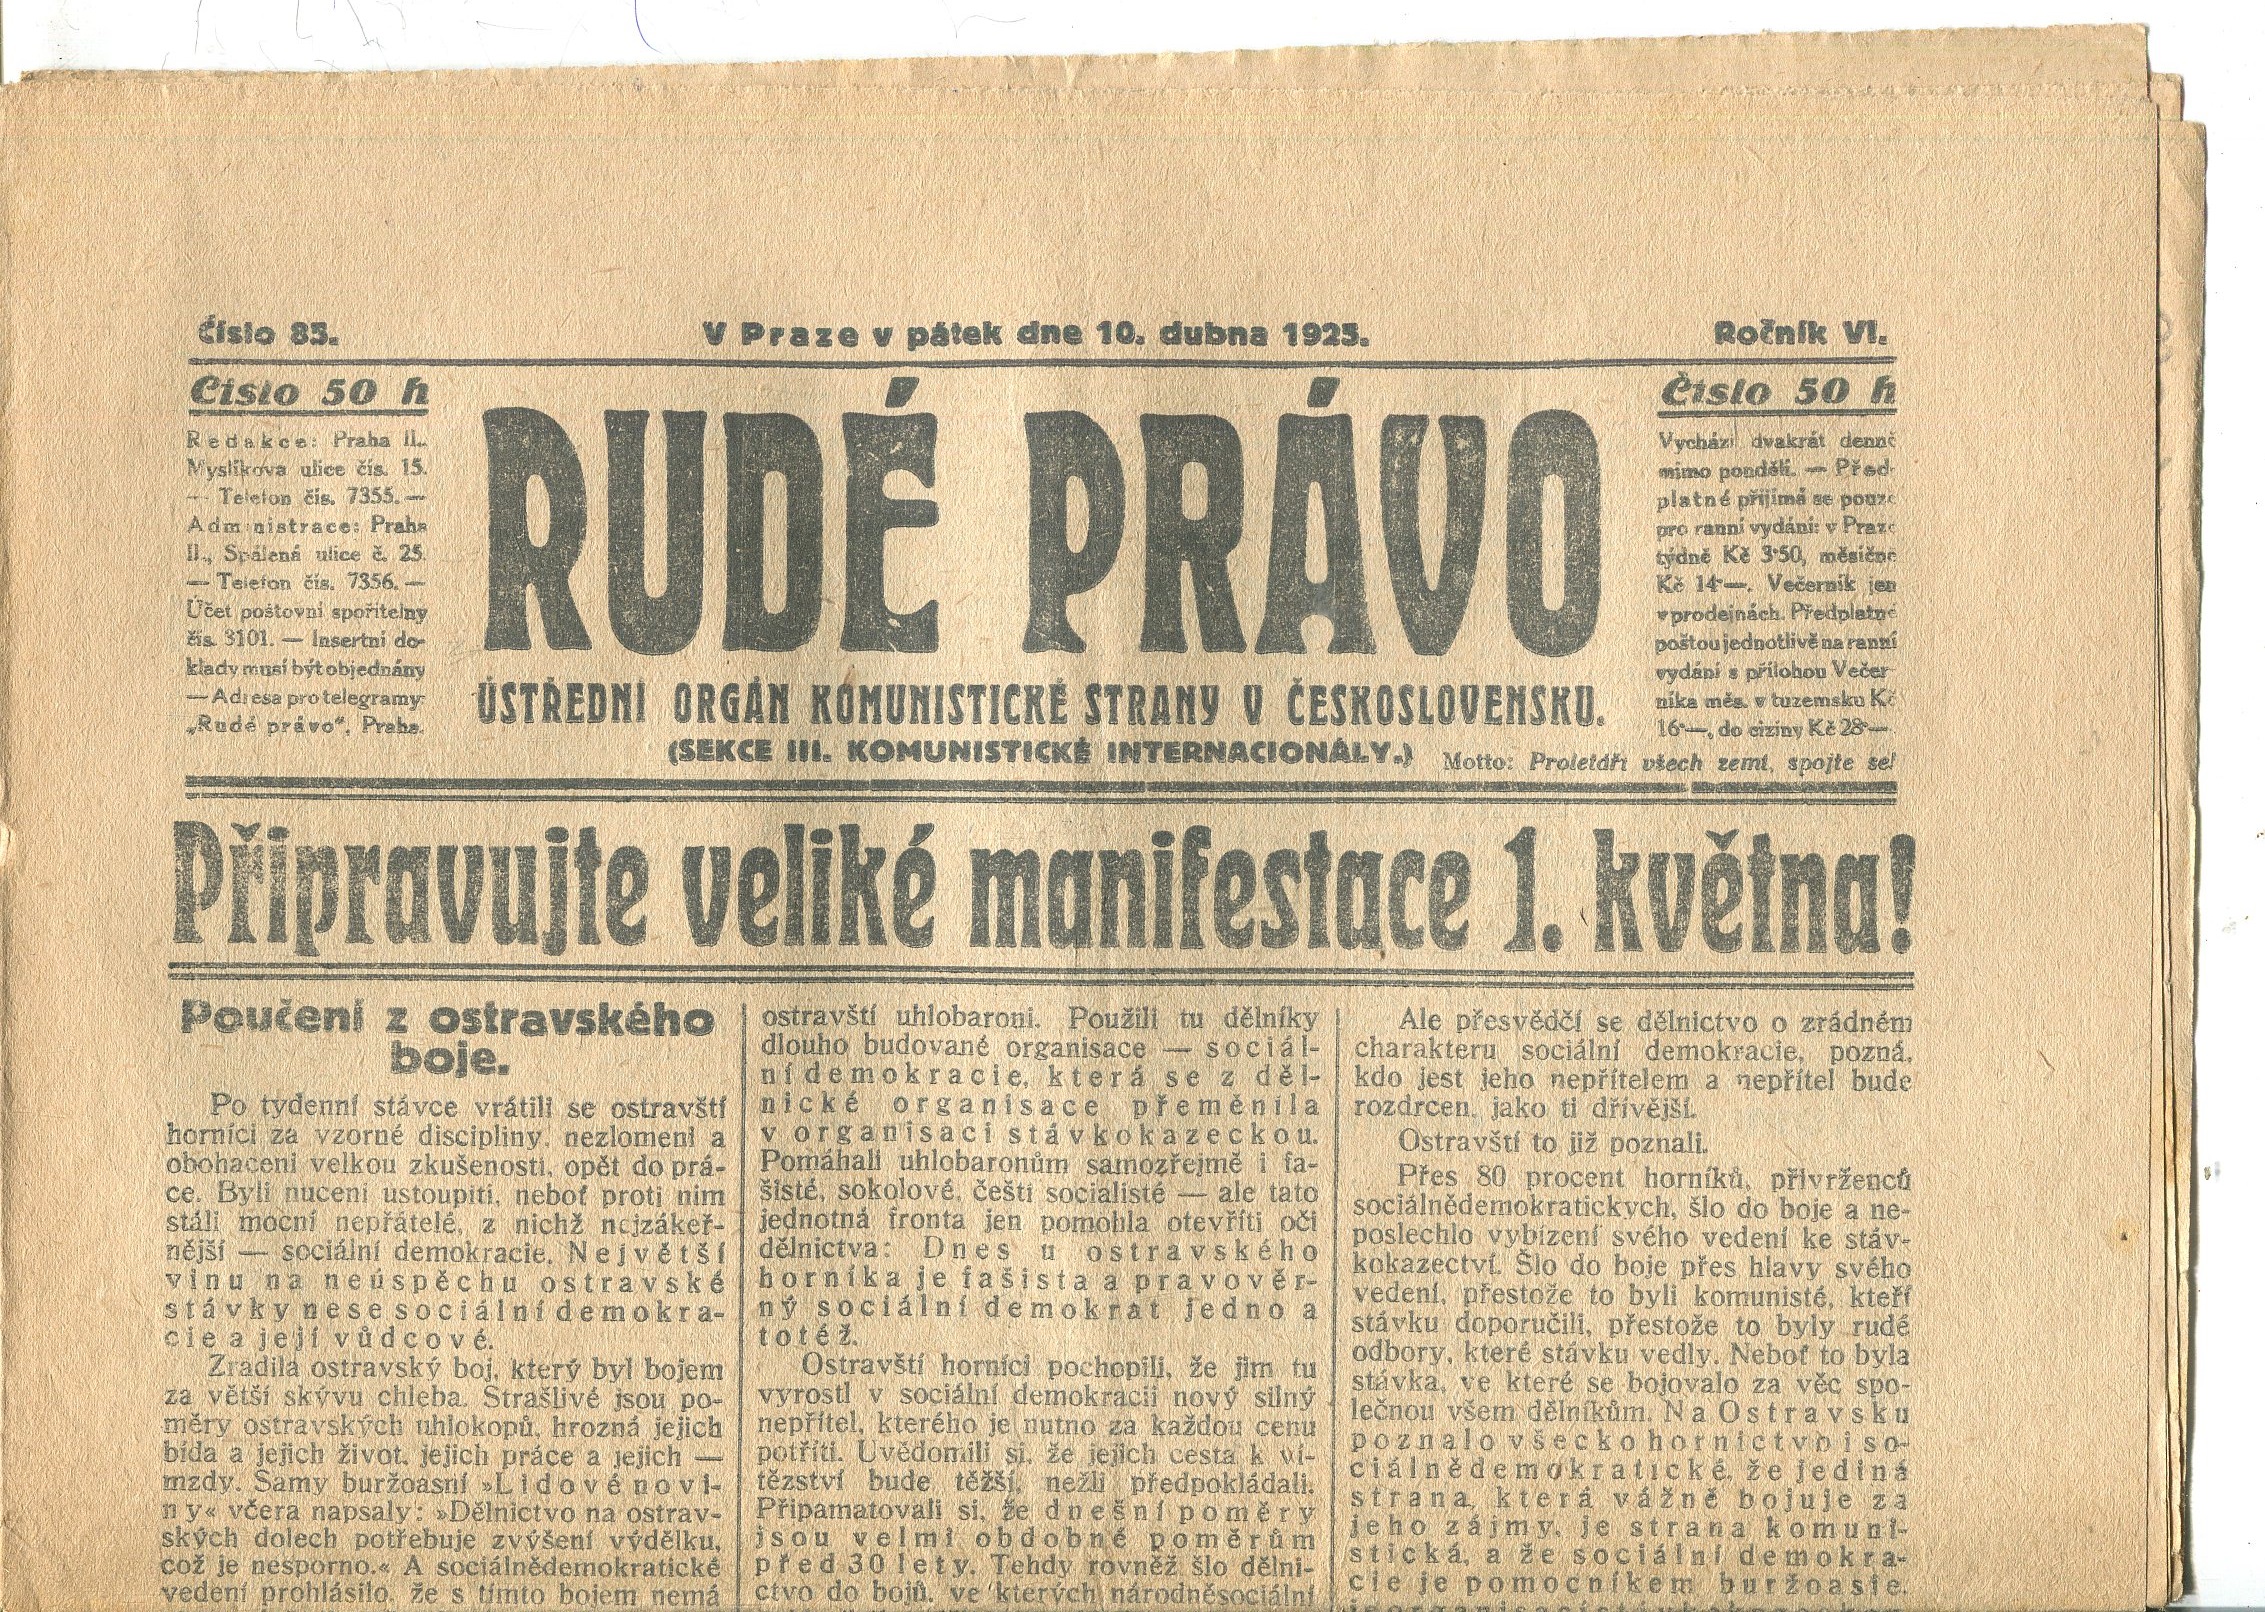 Číslo 85.
V Praze v pátek dne 10. dubna 1925.
Ročník VI.
Číslo 50 h
Redakce: Praha II.,
Myslíkova ulice čís. 15.
— Telefon čís. 7355. —
Administrace: Praha
II., Spálená ulice č. 25.
— Telefon čís. 7356. —
Účet poštovní spořitelny
čís. 3101. — Insertní do-
klady musí být objednány
— Adresa pro telegramy:
„Rudé právo“, Praha.
RUDÉ PRÁVO
ÚSTŘEDNÍ ORGÁN KOMUNISTICKÉ STRANY V ČESKOSLOVENSKU.
(SEKCE III. KOMUNISTICKÉ INTERNACIONÁLY.)
Motto: Proletáři všech zemí, spojte se!
Číslo 50 h
Vychází dvakrát denně
mimo pondělí. — Před-
platné přijímá se pouze
pro ranní vydání: v Praze
týdně Kč 3·50, měsíčně
Kč 14·—. Večerník jen
v prodejnách. Předplatné
poštou jednotlivě na ranní
vydání s přílohou Večer-
níka měs. v tuzemsku Kč
16·—, do ciziny Kč 28·—
Připravujte veliké manifestace 1. května!
Poučení z ostravského
boje.
Po týdenní stávce vrátili se ostravští
horníci za vzorné discipliny, nezlomeni a
obohaceni velkou zkušeností, opět do prá-
ce. Byli nuceni ustoupiti, neboť proti nim
stáli mocní nepřátelé, z nichž nejzákeř-
nější — sociální demokracie. Největší
vinu na neúspěchu ostravské
stávky nese sociální demokra-
cie a její vůdcové.
Zradila ostravský boj, který byl bojem
za větší skývu chleba. Strašlivé jsou po-
měry ostravských uhlokopů, hrozná jejich
bída a jejich život, jejich práce a jejich —
mzdy. Samy buržoasní »Lidové novi-
ny« včera napsaly: »Dělnictvo na ostrav-
ských dolech potřebuje zvýšení výdělku,
což je nesporno.« A sociálnědemokratické
vedení prohlásilo, že s tímto bojem nemá
ostravští uhlobaroni. Použili tu dělníky
dlouho budované organisace — sociál-
ní demokracie, která se z děl-
nické organisace přeměnila
v organisaci stávkokazeckou.
Pomáhali uhlobaronům samozřejmě i fa-
šisté, sokolové, čeští socialisté — ale tato
jednotná fronta jen pomohla otevříti oči
dělnictva: Dnes u ostravského
horníka je fašista a pravověr-
ný sociální demokrat jedno a
totéž.
Ostravští horníci pochopili, že jim tu
vyrostl v sociální demokracii nový silný
nepřítel, kterého je nutno za každou cenu
potříti. Uvědomili si, že jejich cesta k ví-
tězství bude těžší, nežli předpokládali.
Připamatovali si, že dnešní poměry
jsou velmi obdobné poměrům
před 30 lety. Tehdy rovněž šlo dělni-
ctvo do bojů, ve kterých národněsociální
Ale přesvědčí se dělnictvo o zrádném
charakteru sociální demokracie, pozná,
kdo jest jeho nepřítelem a nepřítel bude
rozdrcen, jako ti dřívější.
Ostravští to již poznali.
Přes 80 procent horníků, přívrženců
sociálnědemokratických, šlo do boje a ne-
poslechlo vybízení svého vedení ke stáv-
kokazectví. Šlo do boje přes hlavy svého
vedení, přestože to byli komunisté, kteří
stávku doporučili, přestože to byly rudé
odbory, které stávku vedly. Neboť to byla
stávka, ve které se bojovalo za věc spo-
lečnou všem dělníkům. Na Ostravsku
poznalo všecko hornictvo i so-
ciálnědemokratické, že jediná
strana, která vážně bojuje za
jeho zájmy, je strana komuni-
stická, a že sociální demokra-
cie je pomocníkem buržoasie,